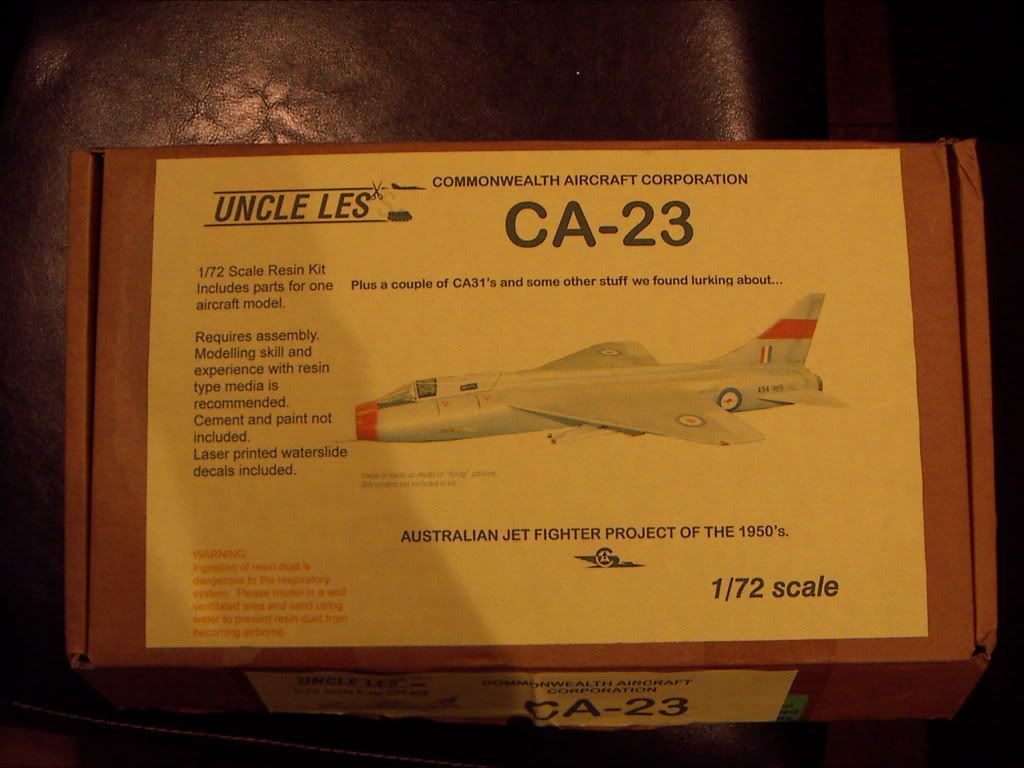 UNCLE LES
COMMONWEALTH AIRCRAFT CORPORATION
CA-23
1/72 Scale Resin Kit
Includes parts for one
aircraft model.
Plus a couple of CA31's and some other stuff we found lurking about...
Requires assembly.
Modelling skill and
experience with resin
type media is
recommended.
Cement and paint not
included.
Laser printed waterslide
decals included.
A94 965
AUSTRALIAN JET FIGHTER PROJECT OF THE 1950's.
1/72 scale
WARNING:
Ingestion of resin dust is
dangerous to the respiratory
system. Please model in a well
ventilated area and sand using
water to prevent resin dust from
becoming airborne.
UNCLE LES
COMMONWEALTH AIRCRAFT
CORPORATION
CA-23